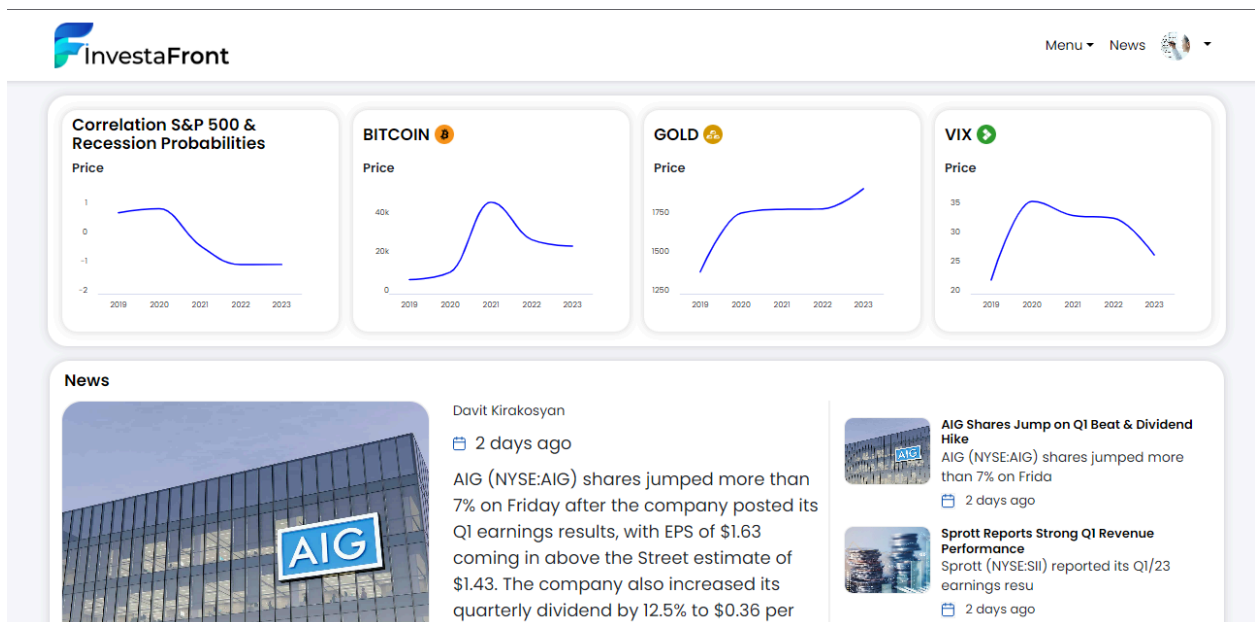 InvestaFront
Menu
News
Correlation S&P 500 &
Recession Probabilities
Price
1
0
-1
-2
2019 2020 2021 2022 2023
BITCOIN
Price
40k
20k
0
2019 2020 2021 2022 2023
GOLD
Price
1750
1500
1250
2019 2020 2021 2022 2023
VIX
Price
35
30
25
20
2019 2020 2021 2022 2023
News
AIG
Davit Kirakosyan
2 days ago
AIG (NYSE:AIG) shares jumped more than
7% on Friday after the company posted its
Q1 earnings results, with EPS of $1.63
coming in above the Street estimate of
$1.43. The company also increased its
quarterly dividend by 12.5% to $0.36 per
AIG
AIG Shares Jump on Q1 Beat & Dividend
Hike
AIG (NYSE:AIG) shares jumped more
than 7% on Frida
2 days ago
Sprott Reports Strong Q1 Revenue
Performance
Sprott (NYSE:SII) reported its Q1/23
earnings resu
2 days ago